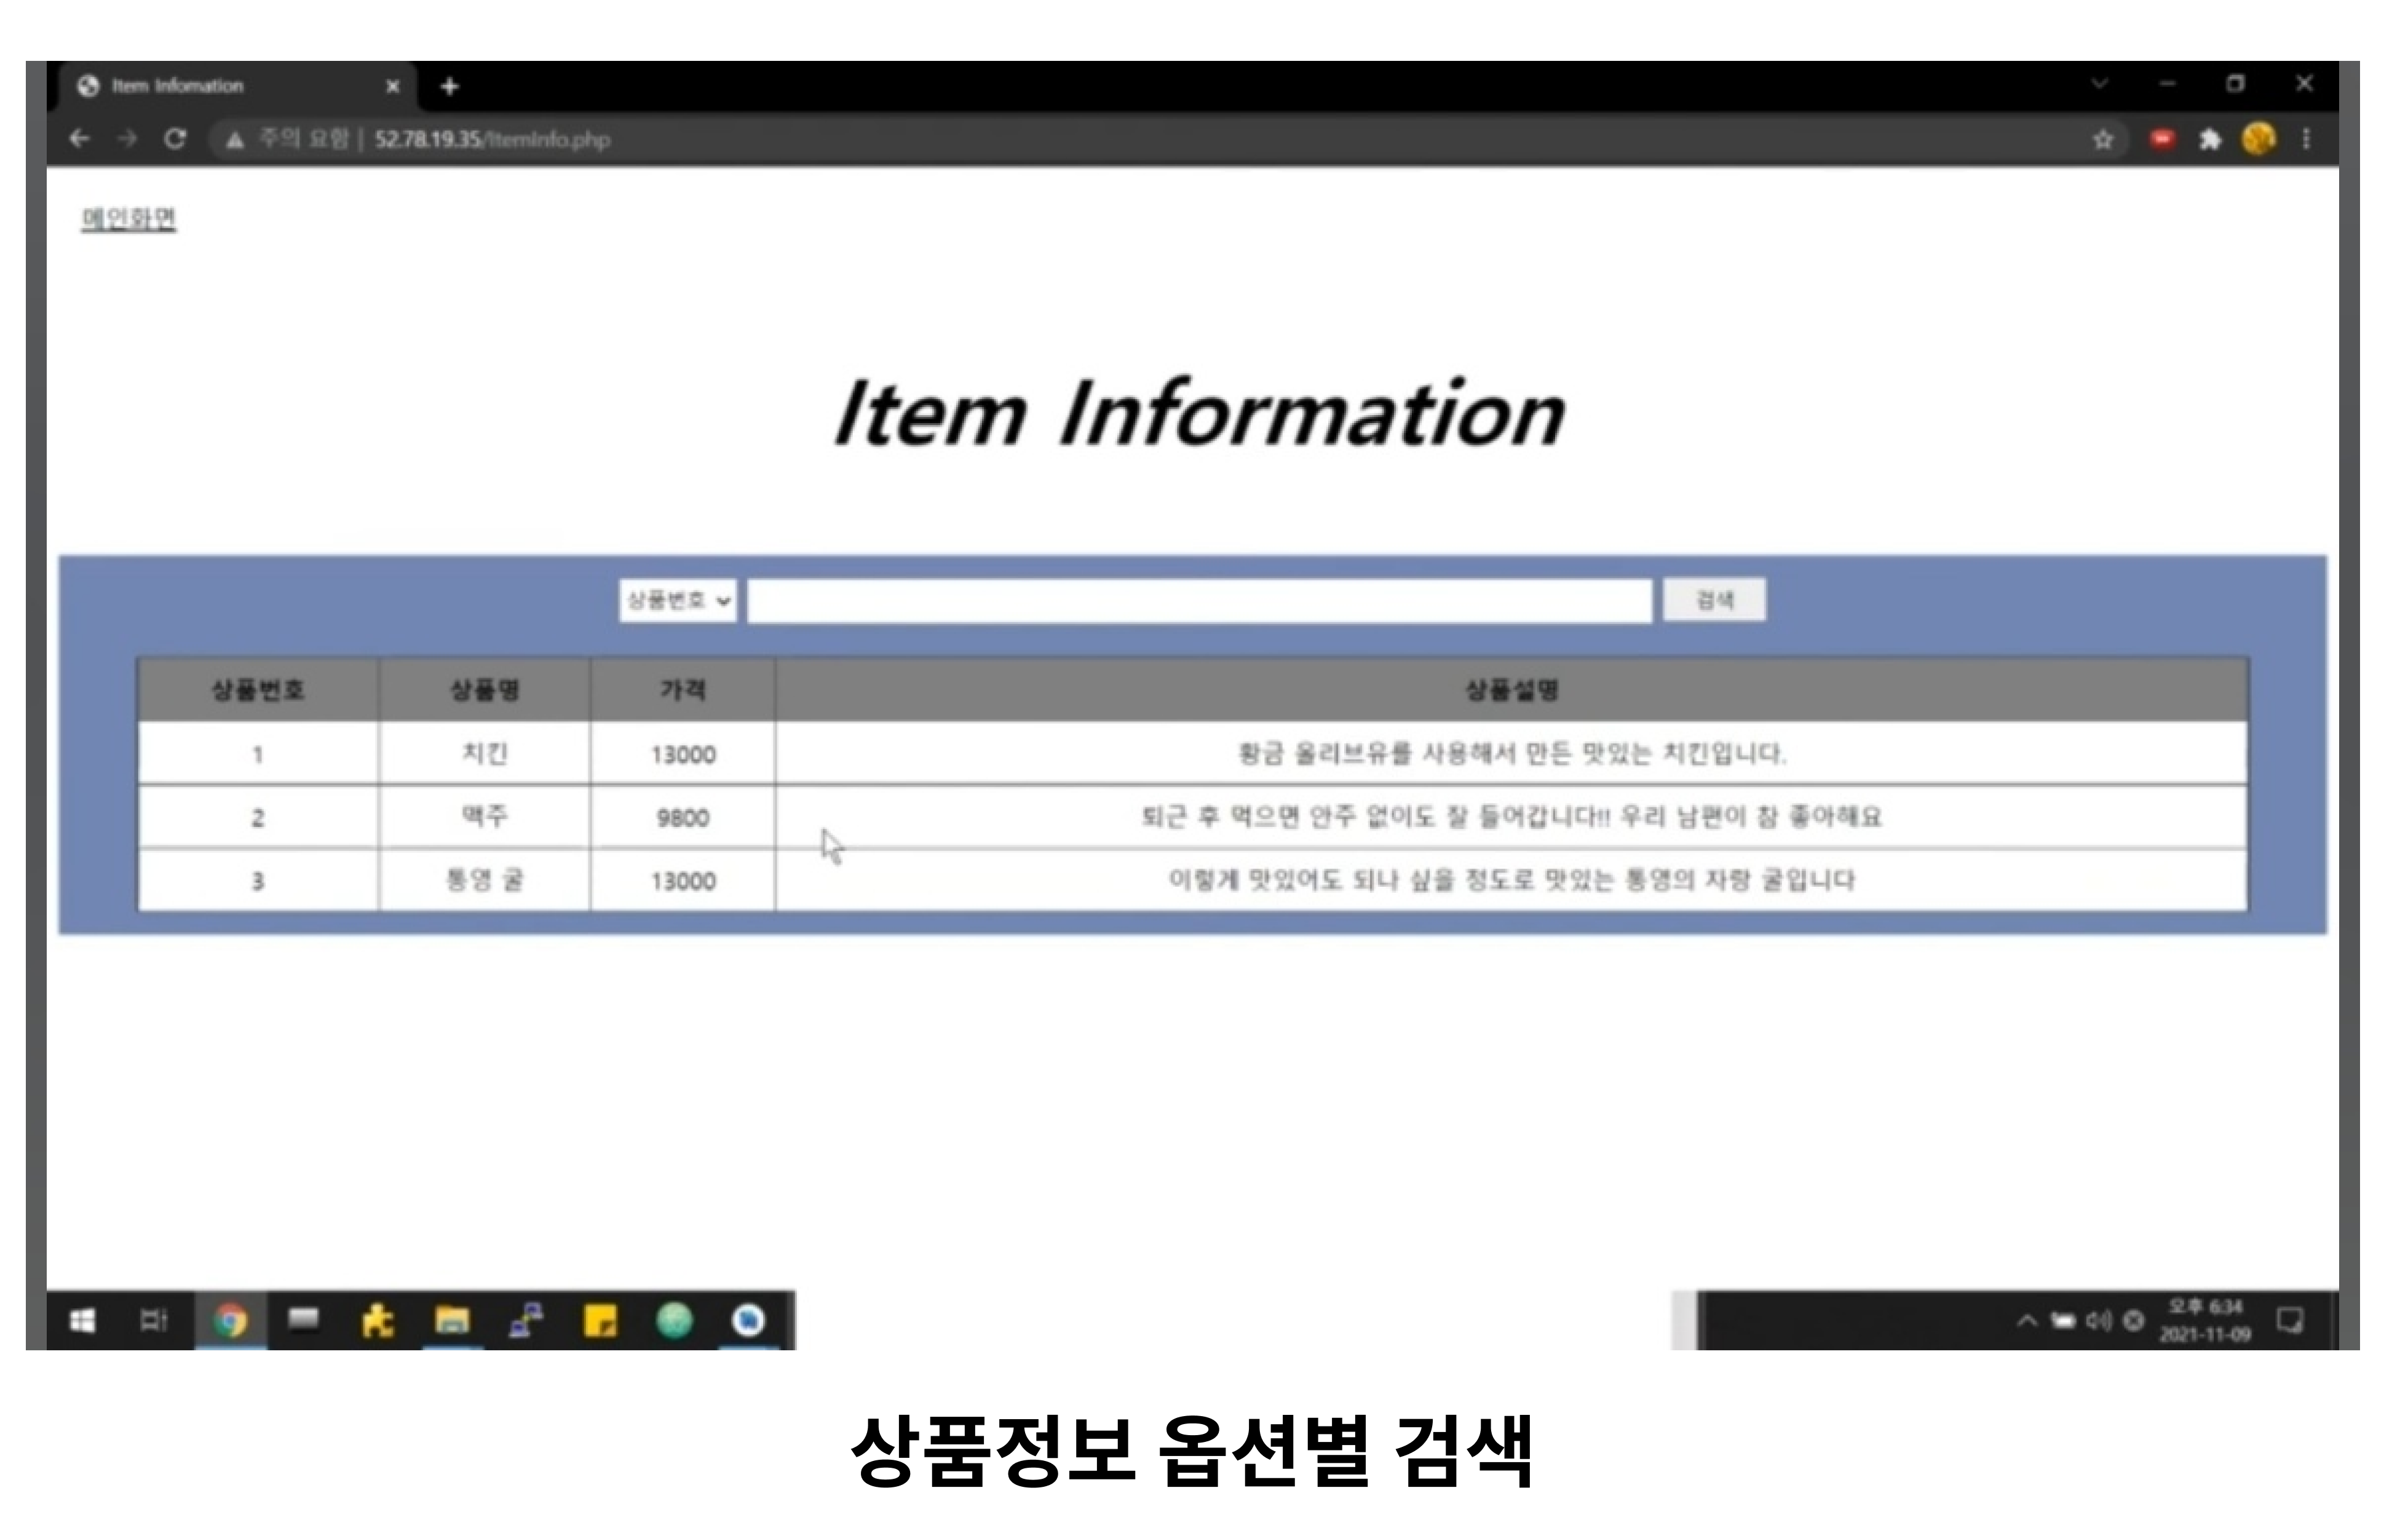 Item Infomation
주의 요함 | 52.78.19.35/ItemInfo.php
메인화면
Item Information
상품번호 검색
상품번호 상품명 가격 상품설명
1 치킨 13000 황금 올리브유를 사용해서 만든 맛있는 치킨입니다.
2 맥주 9800 퇴근 후 먹으면 안주 없이도 잘 들어갑니다!! 우리 남편이 참 좋아해요
3 통영 굴 13000 이렇게 맛있어도 되나 싶을 정도로 맛있는 통영의 자랑 굴입니다
오후 6:34
2021-11-09
상품정보 옵션별 검색